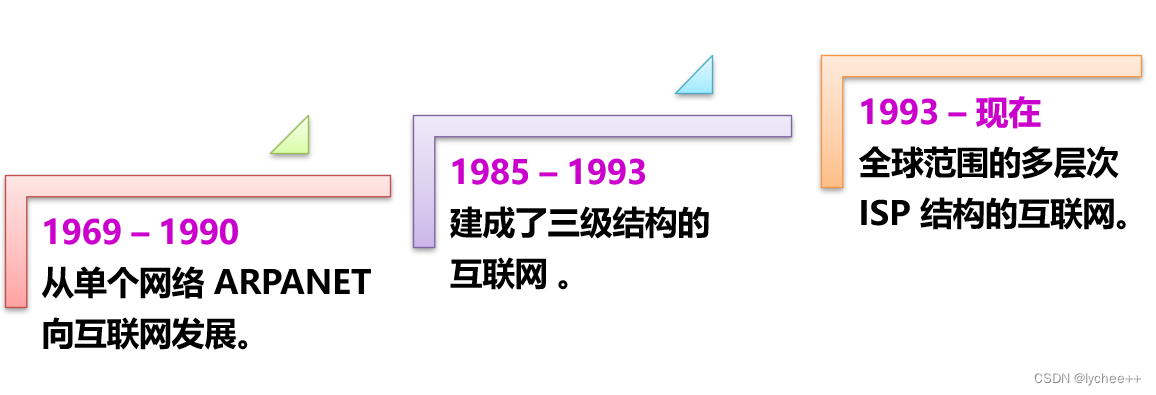 1969 – 1990
从单个网络 ARPANET
向互联网发展。
1985 – 1993
建成了三级结构的
互联网 。
1993 – 现在
全球范围的多层次
ISP 结构的互联网。
CSDN @lychee++